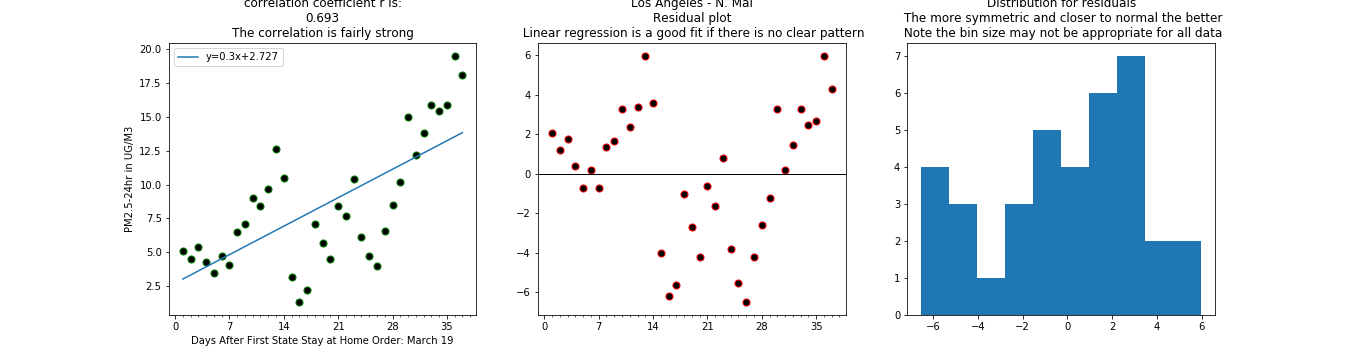 correlation coefficient r is:
0.693
The correlation is fairly strong
y=0.3x+2.727
PM2.5-24hr in UG/M3
20.0
17.5
15.0
12.5
10.0
7.5
5.0
2.5
0 7 14 21 28 35
Days After First State Stay at Home Order: March 19
Los Angeles - N. Mai
Residual plot
Linear regression is a good fit if there is no clear pattern
6
4
2
0
−2
−4
−6
0 7 14 21 28 35
Distribution for residuals
The more symmetric and closer to normal the better
Note the bin size may not be appropriate for all data
7
6
5
4
3
2
1
0
−6 −4 −2 0 2 4 6